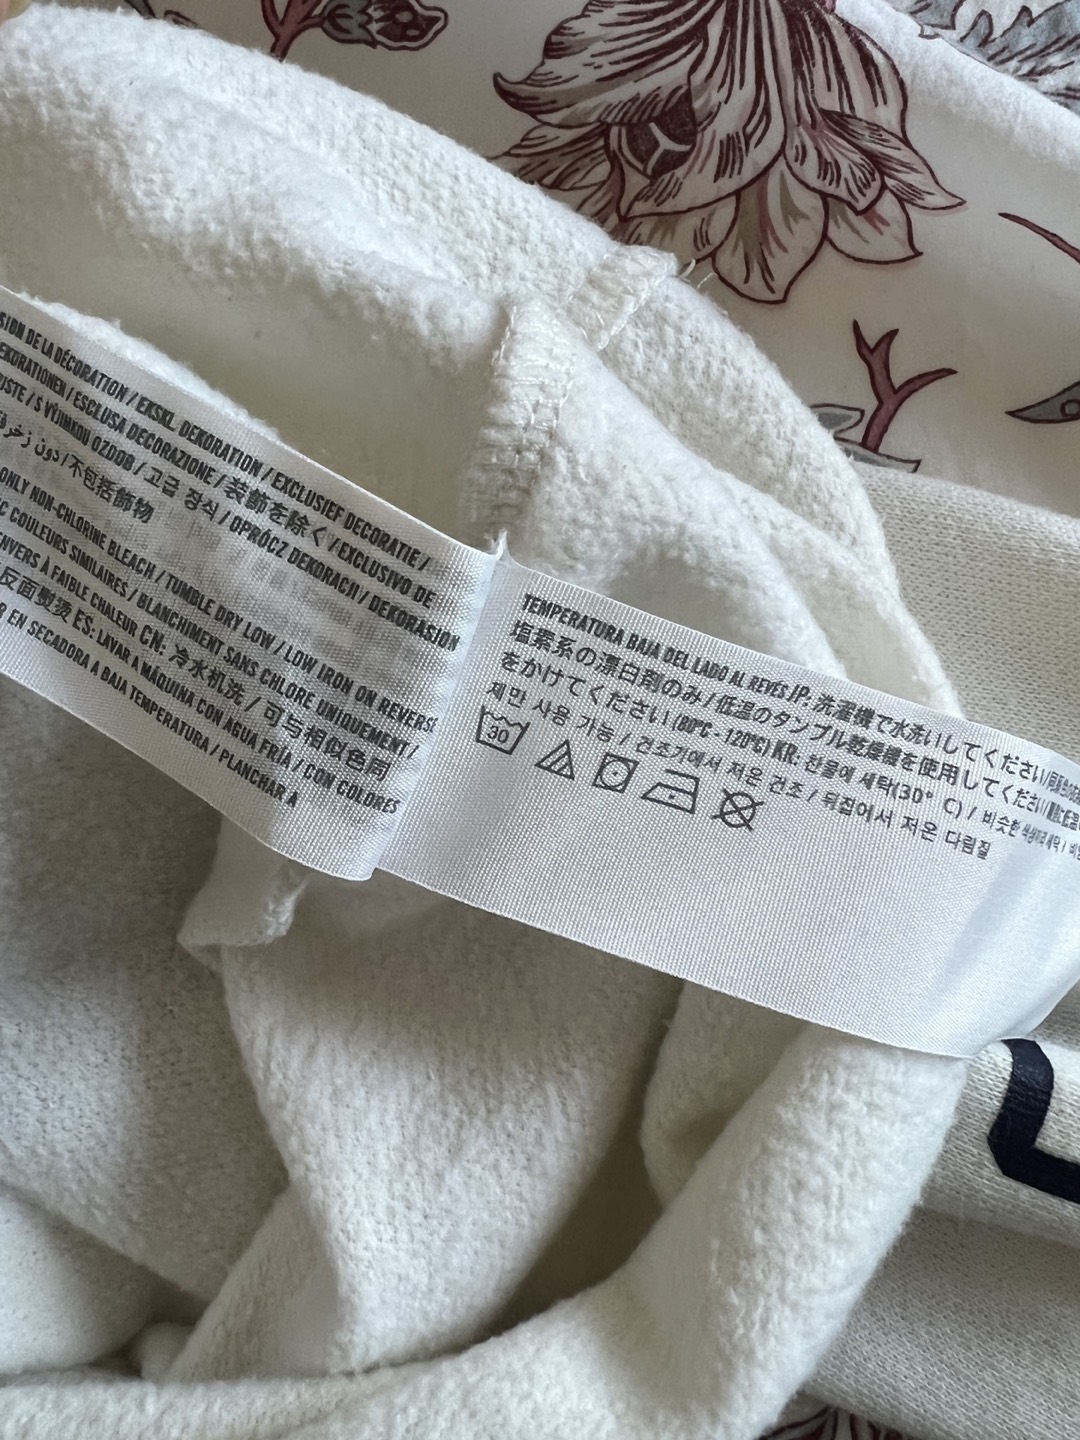 DE LA DÉCORATION / EKSKL. DEKORATION / EXCLUSIEF DECORATIE /
/ ESCLUSA DECORAZIONE / 装飾を除く / EXCLUSIVO DE
/ S VÝJIMKOU OZDOB / 고급 장식 / OPRÓCZ DEKORACJI / DEKORASION
دون / 不包括飾物
ONLY NON-CHLORINE BLEACH / TUMBLE DRY LOW / LOW IRON ON REVERSE
COULEURS SIMILAIRES / BLANCHIMENT SANS CHLORE UNIQUEMENT /
À FAIBLE CHALEUR CN: 冷水机洗 / 可与相似色同
反面熨烫 ES: LAVAR A MÁQUINA CON AGUA FRÍA / CON COLORES
EN SECADORA A BAJA TEMPERATURA / PLANCHAR A
TEMPERATURA BAJA DEL LADO AL REVÉS JP: 洗濯機で水洗いしてください/
塩素系の漂白剤のみ/低温のタンブル乾燥機を使用してください/
をかけてください (80°C - 120°C) KR: 찬물에 세탁(30° C) / 비슷한
제만 사용 가능 / 건조기에서 저온 건조 / 뒤집어서 저온 다림질
30